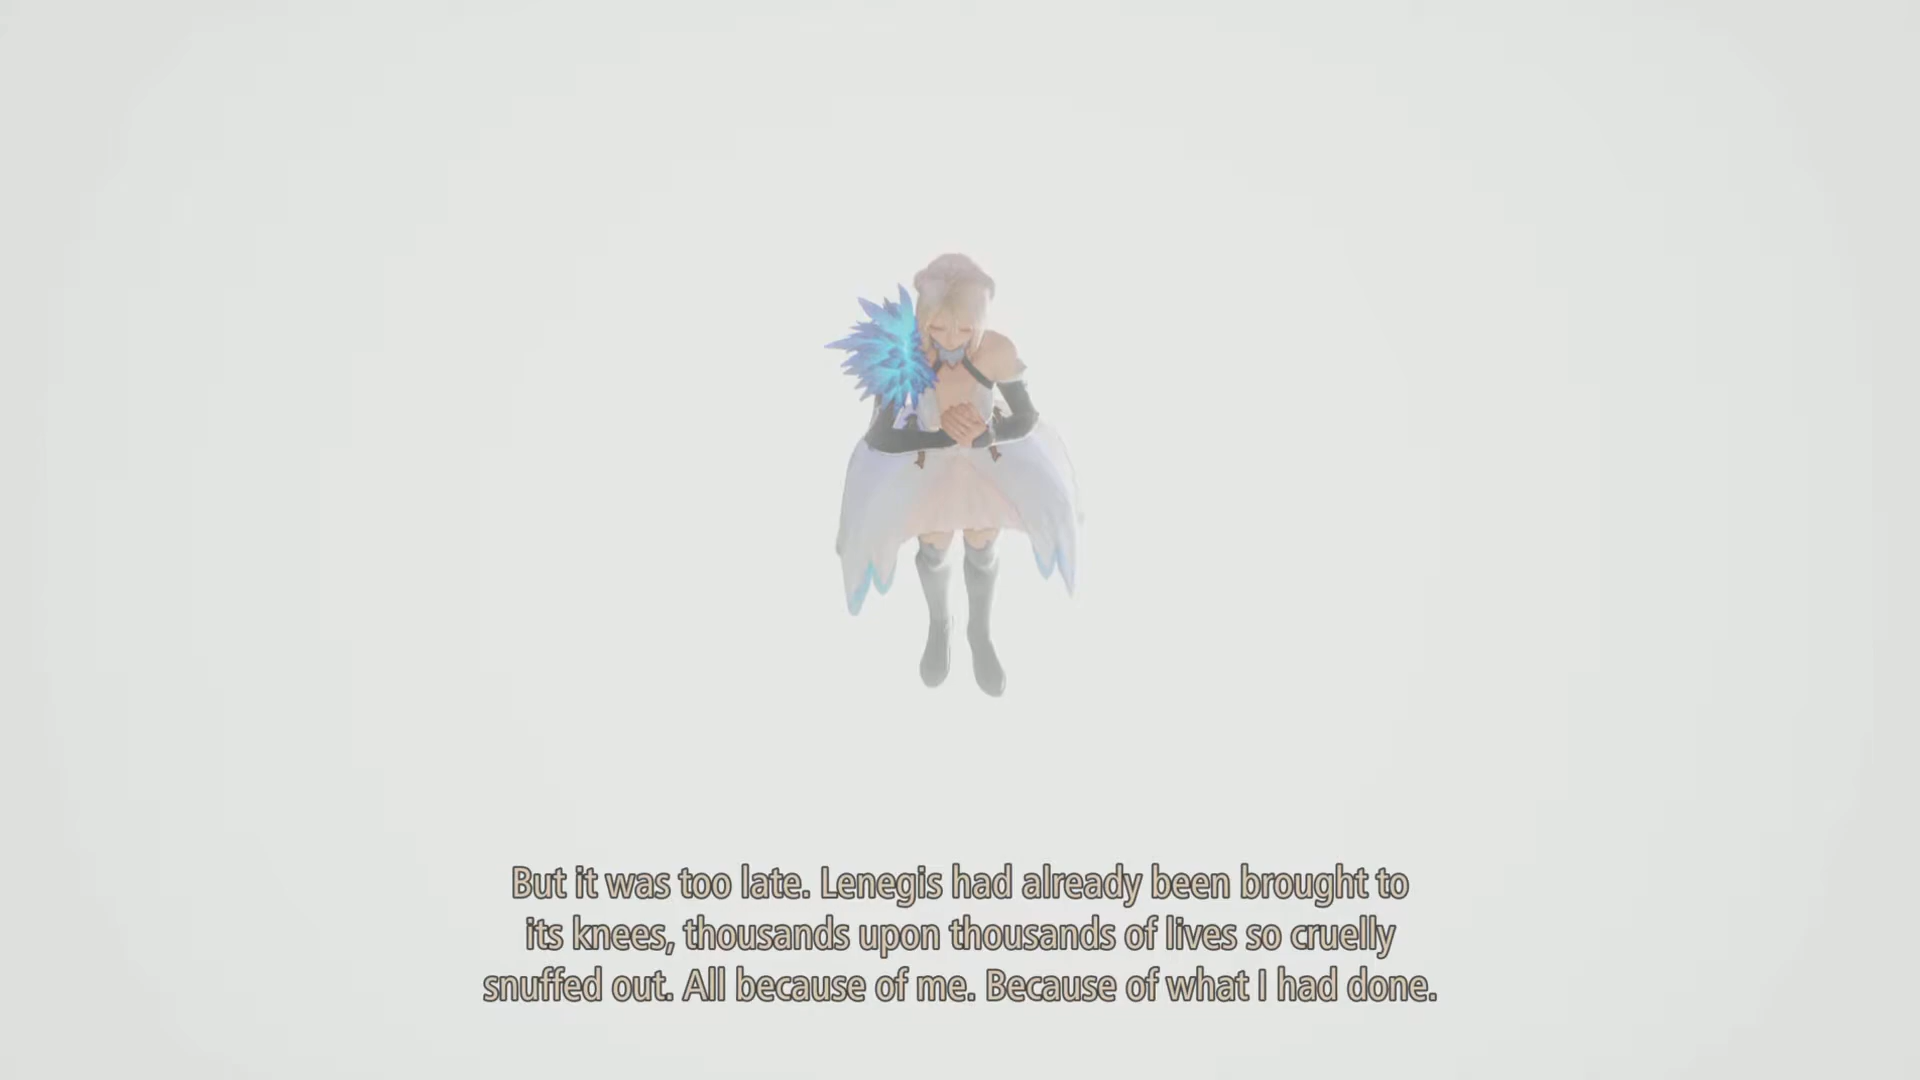 But it was too late. Lenegis had already been brought to
its knees, thousands upon thousands of lives so cruelly
snuffed out. All because of me. Because of what I had done.